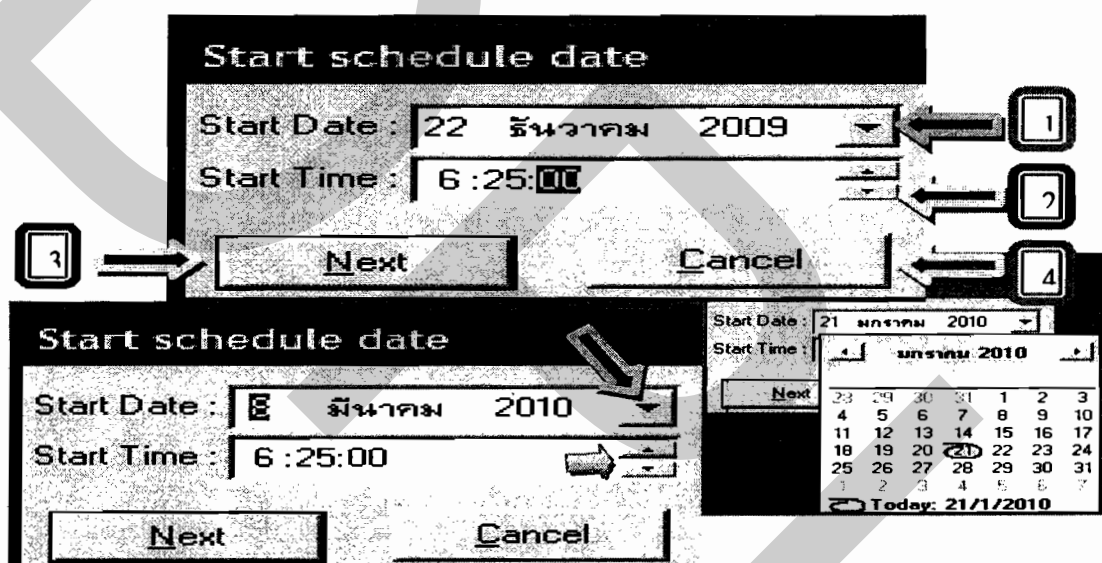 Start schedule date
Start Date : 22 ธันวาคม 2009
1
Start Time : 6 :25:00
2
3
Next Cancel
4
Start schedule date
Start Date : 8 มีนาคม 2010
Start Time : 6 :25:00
Next Cancel
Start Date : 21 มกราคม 2010
Start Time :
Next
มกราคม 2010
28 29 30 31 1 2 3
4 5 6 7 8 9 10
11 12 13 14 15 16 17
18 19 20 21 22 23 24
25 26 27 28 29 30 31
1 2 3 4 5 6 7
Today: 21/1/2010